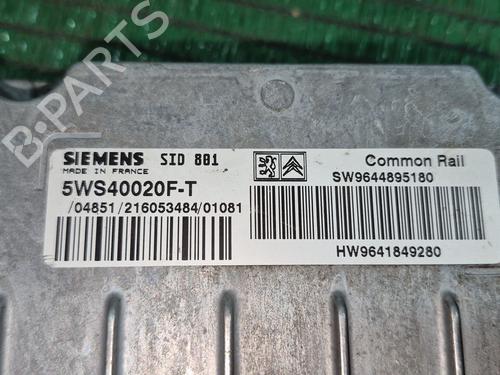 B-PARTS
SIEMENS SID 801
MADE IN FRANCE
5WS40020F-T
/04851/216053484/01081
Common Rail
SW9644895180
HW9641849280